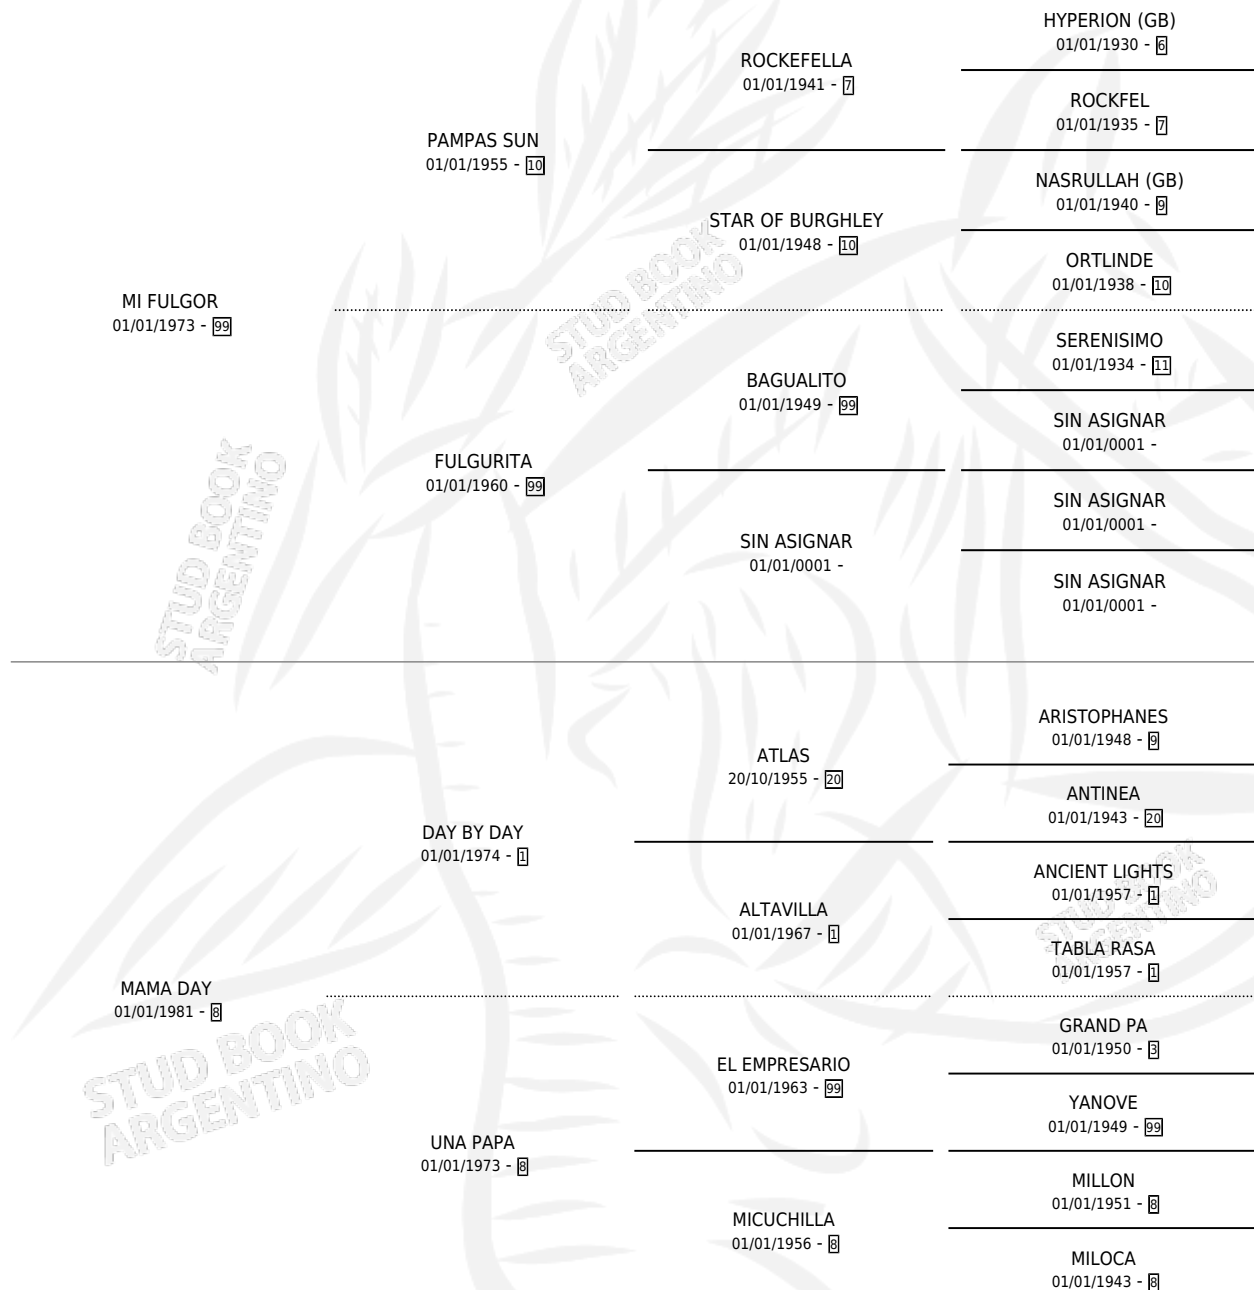 HYPERION (GB)
01/01/1930 - 6
ROCKEFELLA
01/01/1941 - 7
ROCKFEL
01/01/1935 - 7
PAMPAS SUN
01/01/1955 - 10
NASRULLAH (GB)
01/01/1940 - 9
STAR OF BURGHLEY
01/01/1948 - 10
ORTLINDE
01/01/1938 - 10
MI FULGOR
01/01/1973 - 99
SERENISIMO
01/01/1934 - 11
BAGUALITO
01/01/1949 - 99
SIN ASIGNAR
01/01/0001 -
FULGURITA
01/01/1960 - 99
SIN ASIGNAR
01/01/0001 -
SIN ASIGNAR
01/01/0001 -
SIN ASIGNAR
01/01/0001 -
STUD BOOK
ARGENTINO
STUD BOOK
ARGENTINO
ARISTOPHANES
01/01/1948 - 9
ATLAS
20/10/1955 - 20
ANTINEA
01/01/1943 - 20
DAY BY DAY
01/01/1974 - 1
ANCIENT LIGHTS
01/01/1957 - 1
ALTAVILLA
01/01/1967 - 1
TABLA RASA
01/01/1957 - 1
STUD BOOK
ARGENTINO
MAMA DAY
01/01/1981 - 8
GRAND PA
01/01/1950 - 3
EL EMPRESARIO
01/01/1963 - 99
YANOVE
01/01/1949 - 99
UNA PAPA
01/01/1973 - 8
MILLON
01/01/1951 - 8
MICUCHILLA
01/01/1956 - 8
MILOCA
01/01/1943 - 8
STUD BOOK
ARGENTINO